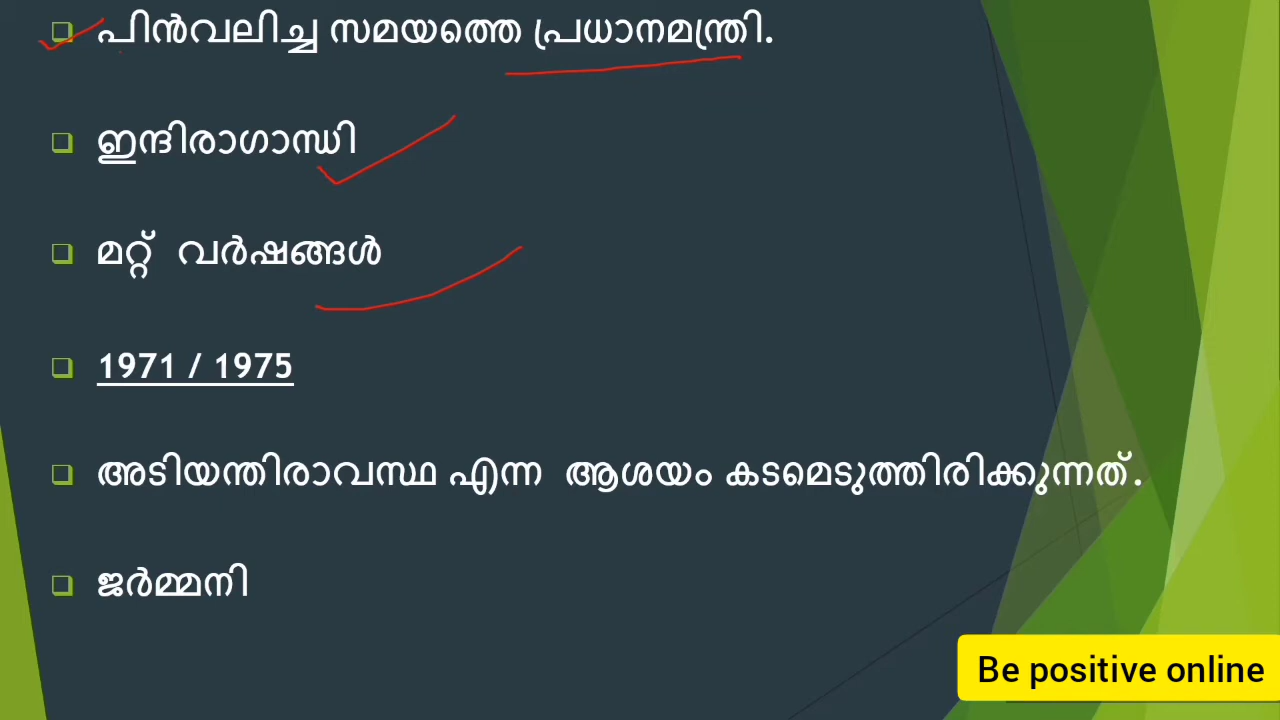 പിൻവലിച്ച സമയത്തെ പ്രധാനമന്ത്രി.
ഇന്ദിരാഗാന്ധി
മറ്റ് വർഷങ്ങൾ
1971 / 1975
അടിയന്തിരാവസ്ഥ എന്ന ആശയം കടമെടുത്തിരിക്കുന്നത്.
ജർമ്മനി
Be positive online